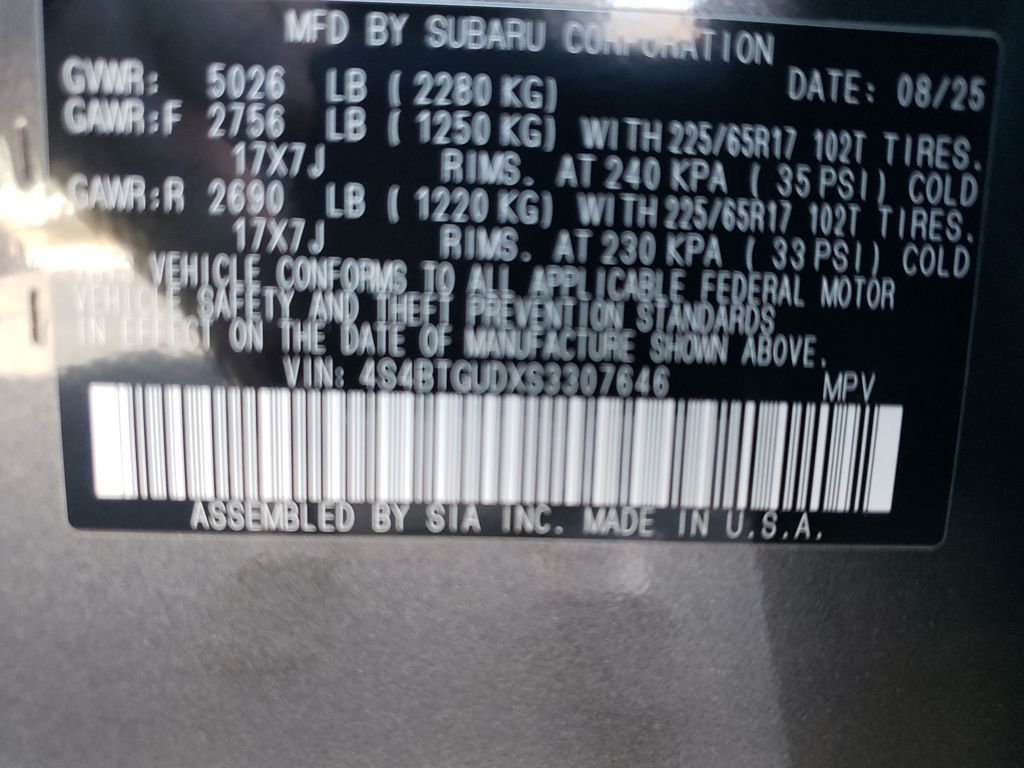 MFD BY SUBARU CORPORATION
GVWR: 5026 LB ( 2280 KG) DATE: 08/25
GAWR:F 2756 LB ( 1250 KG) WITH 225/65R17 102T TIRES.
17X7J RIMS. AT 240 KPA ( 35 PSI) COLD
GAWR:R 2690 LB ( 1220 KG) WITH 225/65R17 102T TIRES.
17X7J RIMS. AT 230 KPA ( 33 PSI) COLD
VEHICLE CONFORMS TO ALL APPLICABLE FEDERAL MOTOR
VEHICLE SAFETY AND THEFT PREVENTION STANDARDS
IN EFFECT ON THE DATE OF MANUFACTURE SHOWN ABOVE.
VIN: 4S4BTGUDXS3307646 MPV
ASSEMBLED BY SIA INC. MADE IN U.S.A.